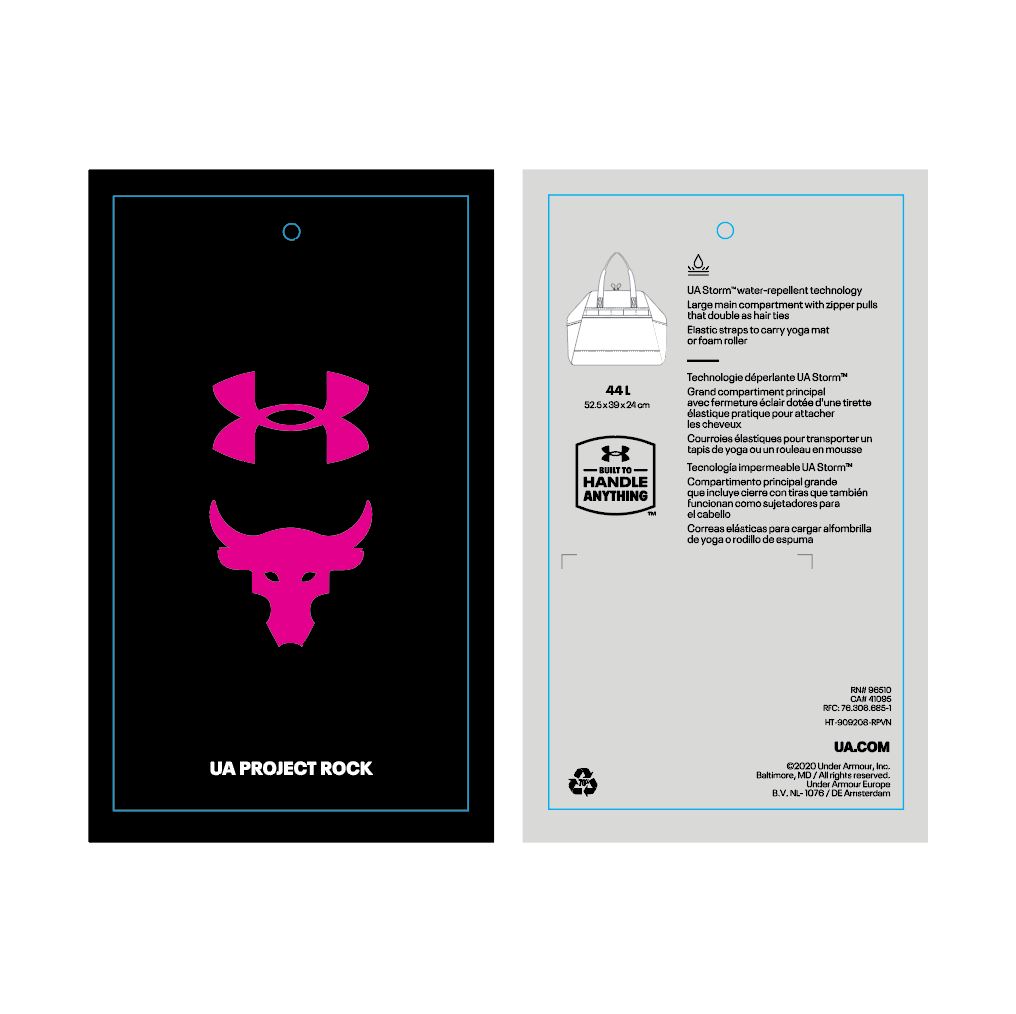 UA PROJECT ROCK
UA Storm™ water-repellent technology
Large main compartment with zipper pulls
that double as hair ties
Elastic straps to carry yoga mat
or foam roller
Technologie déperlante UA Storm™
Grand compartiment principal
avec fermeture éclair dotée d'une tirette
élastique pratique pour attacher
les cheveux
Courroies élastiques pour transporter un
tapis de yoga ou un rouleau en mousse
Tecnología impermeable UA Storm™
Compartimento principal grande
que incluye cierre con tiras que también
funcionan como sujetadores para
el cabello
Correas elásticas para cargar alfombrilla
de yoga o rodillo de espuma
44 L
52.5 x 39 x 24 cm
BUILT TO
HANDLE
ANYTHING
™
RN# 96510
CA# 41095
RFC: 76.306.685-1
HT-909208-RPVN
UA.COM
©2020 Under Armour, Inc.
Baltimore, MD / All rights reserved.
Under Armour Europe
B.V. NL- 1076 / DE Amsterdam
70%